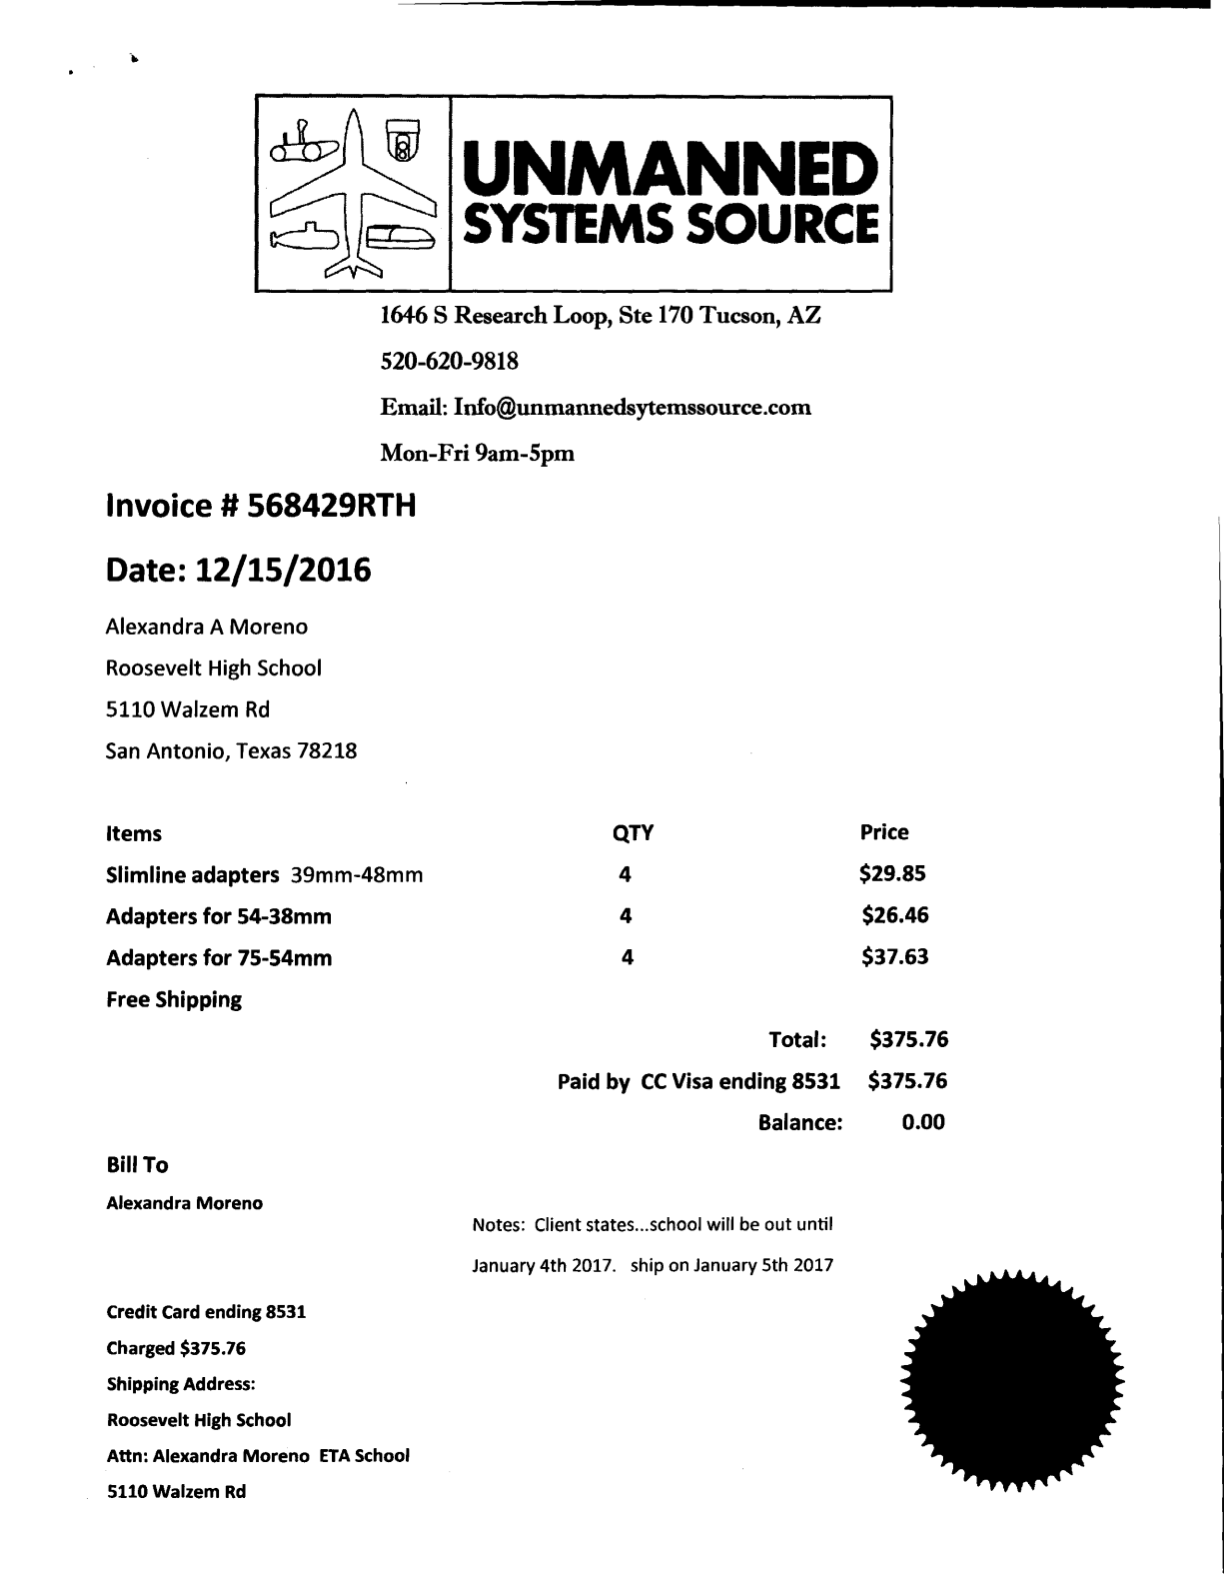 UNMANNED
SYSTEMS SOURCE
1646 S Research Loop, Ste 170 Tucson, AZ
520-620-9818
Email: Info@unmannedsytemssource.com
Mon-Fri 9am-5pm
Invoice # 568429RTH
Date: 12/15/2016
Alexandra A Moreno
Roosevelt High School
5110 Walzem Rd
San Antonio, Texas 78218
Items QTY Price
Slimline adapters 39mm-48mm 4 $29.85
Adapters for 54-38mm 4 $26.46
Adapters for 75-54mm 4 $37.63
Free Shipping
Total: $375.76
Paid by CC Visa ending 8531 $375.76
Balance: 0.00
Bill To
Alexandra Moreno
Notes: Client states...school will be out until
January 4th 2017. ship on January 5th 2017
Credit Card ending 8531
Charged $375.76
Shipping Address:
Roosevelt High School
Attn: Alexandra Moreno ETA School
5110 Walzem Rd